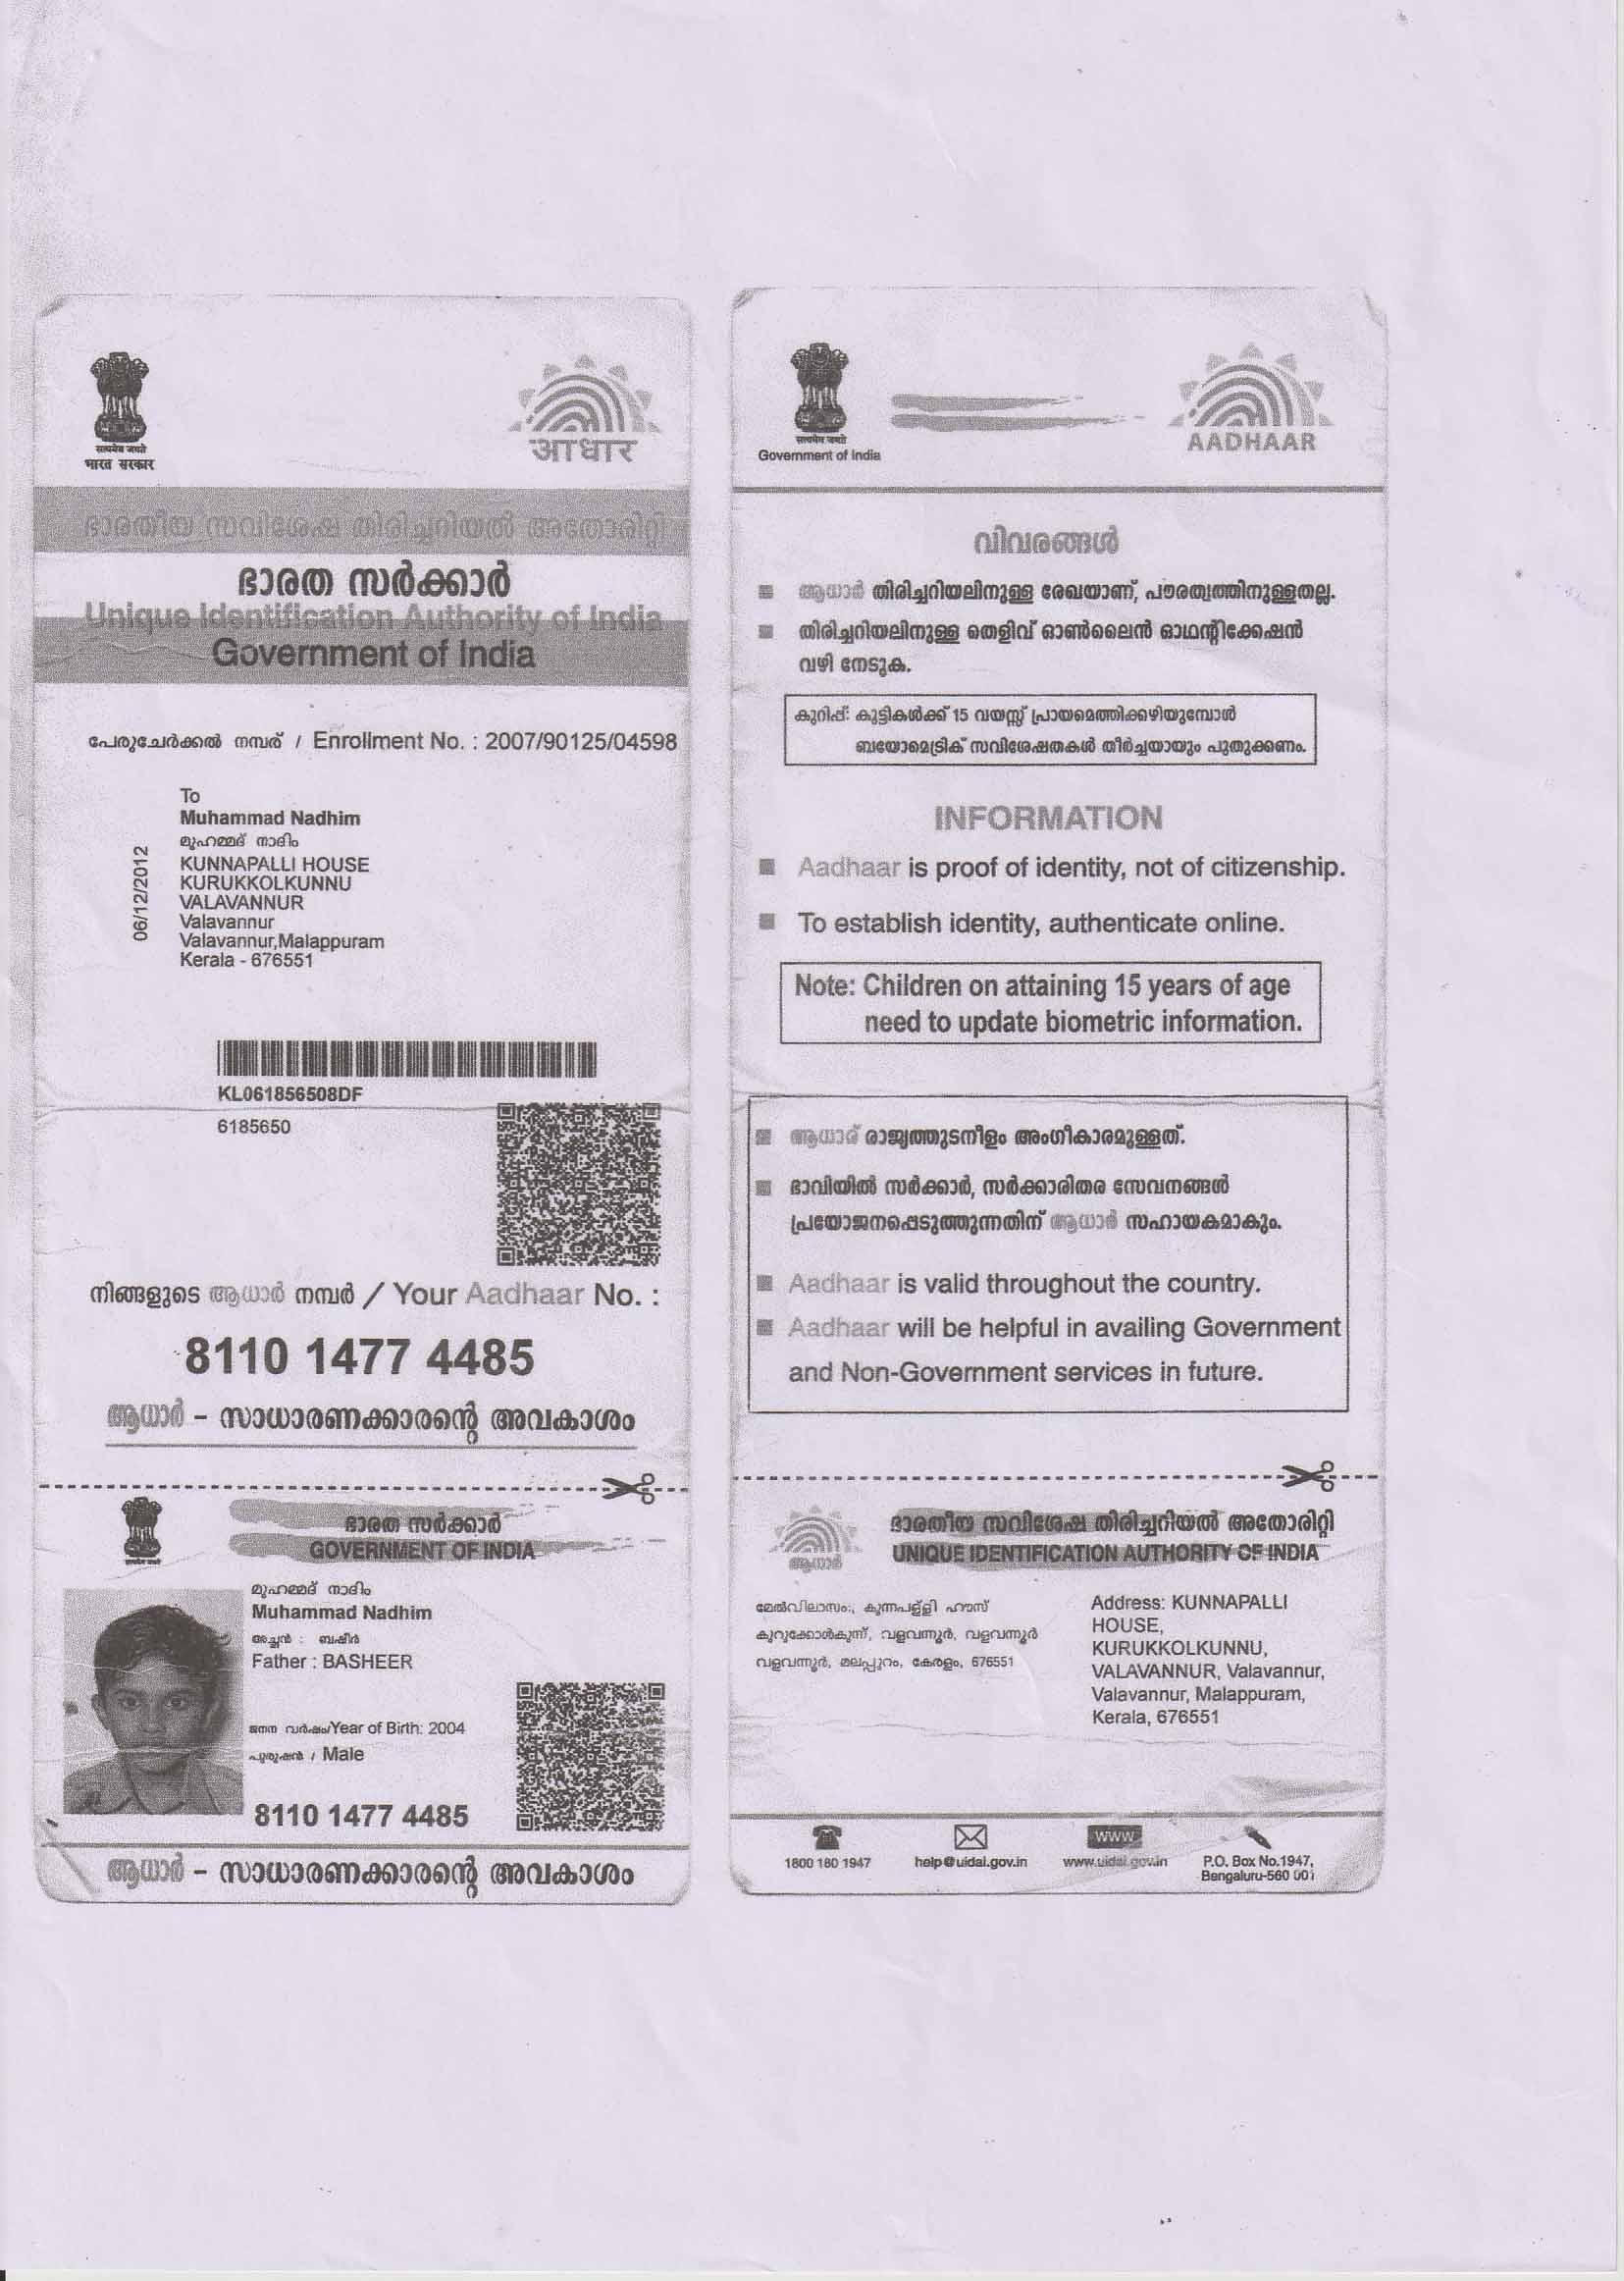 सत्यमेव जयते
भारत सरकार
आधार
ഭാരതീയ സവിശേഷ തിരിച്ചറിയൽ അതോറിറ്റി
ഭാരത സർക്കാർ
Unique Identification Authority of India
Government of India
പേരുചേർക്കൽ നമ്പര് / Enrollment No. : 2007/90125/04598
06/12/2012
To
Muhammad Nadhim
മുഹമ്മദ് നാദിം
KUNNAPALLI HOUSE
KURUKKOLKUNNU
VALAVANNUR
Valavannur
Valavannur,Malappuram
Kerala - 676551
KL061856508DF
6185650
നിങ്ങളുടെ ആധാർ നമ്പർ / Your Aadhaar No. :
8110 1477 4485
ആധാർ - സാധാരണക്കാരന്റെ അവകാശം
ഭാരത സർക്കാർ
GOVERNMENT OF INDIA
മുഹമ്മദ് നാദിം
Muhammad Nadhim
അച്ഛൻ : ബഷീർ
Father : BASHEER
ജനന വർഷം/Year of Birth: 2004
പുരുഷൻ / Male
8110 1477 4485
ആധാർ - സാധാരണക്കാരന്റെ അവകാശം
सत्यमेव जयते
Government of India
AADHAAR
വിവരങ്ങൾ
ആധാർ തിരിച്ചറിയലിനുള്ള രേഖയാണ്, പൗരത്വത്തിനുള്ളതല്ല.
തിരിച്ചറിയലിനുള്ള തെളിവ് ഓൺലൈൻ ഓഥന്റിക്കേഷൻ
വഴി നേടുക.
കുറിപ്പ്: കുട്ടികൾക്ക് 15 വയസ്സ് പ്രായമെത്തിക്കഴിയുമ്പോൾ
ബയോമെട്രിക് സവിശേഷതകൾ തീർച്ചയായും പുതുക്കണം.
INFORMATION
Aadhaar is proof of identity, not of citizenship.
To establish identity, authenticate online.
Note: Children on attaining 15 years of age
need to update biometric information.
ആധാര് രാജ്യത്തുടനീളം അംഗീകാരമുള്ളത്.
ഭാവിയിൽ സർക്കാർ, സർക്കാരിതര സേവനങ്ങൾ
പ്രയോജനപ്പെടുത്തുന്നതിന് ആധാർ സഹായകമാകും.
Aadhaar is valid throughout the country.
Aadhaar will be helpful in availing Government
and Non-Government services in future.
ആധാർ
ഭാരതീയ സവിശേഷ തിരിച്ചറിയൽ അതോറിറ്റി
UNIQUE IDENTIFICATION AUTHORITY OF INDIA
മേൽവിലാസം:, കുന്നപള്ളി ഹൗസ്
കുറുക്കോൾകുന്ന്, വളവന്നൂർ, വളവന്നൂർ
വളവന്നൂർ, മലപ്പുറം, കേരളം, 676551
Address: KUNNAPALLI
HOUSE,
KURUKKOLKUNNU,
VALAVANNUR, Valavannur,
Valavannur, Malappuram,
Kerala, 676551
1800 180 1947
help@uidai.gov.in
www
www.uidai.gov.in
P.O. Box No.1947,
Bengaluru-560 001